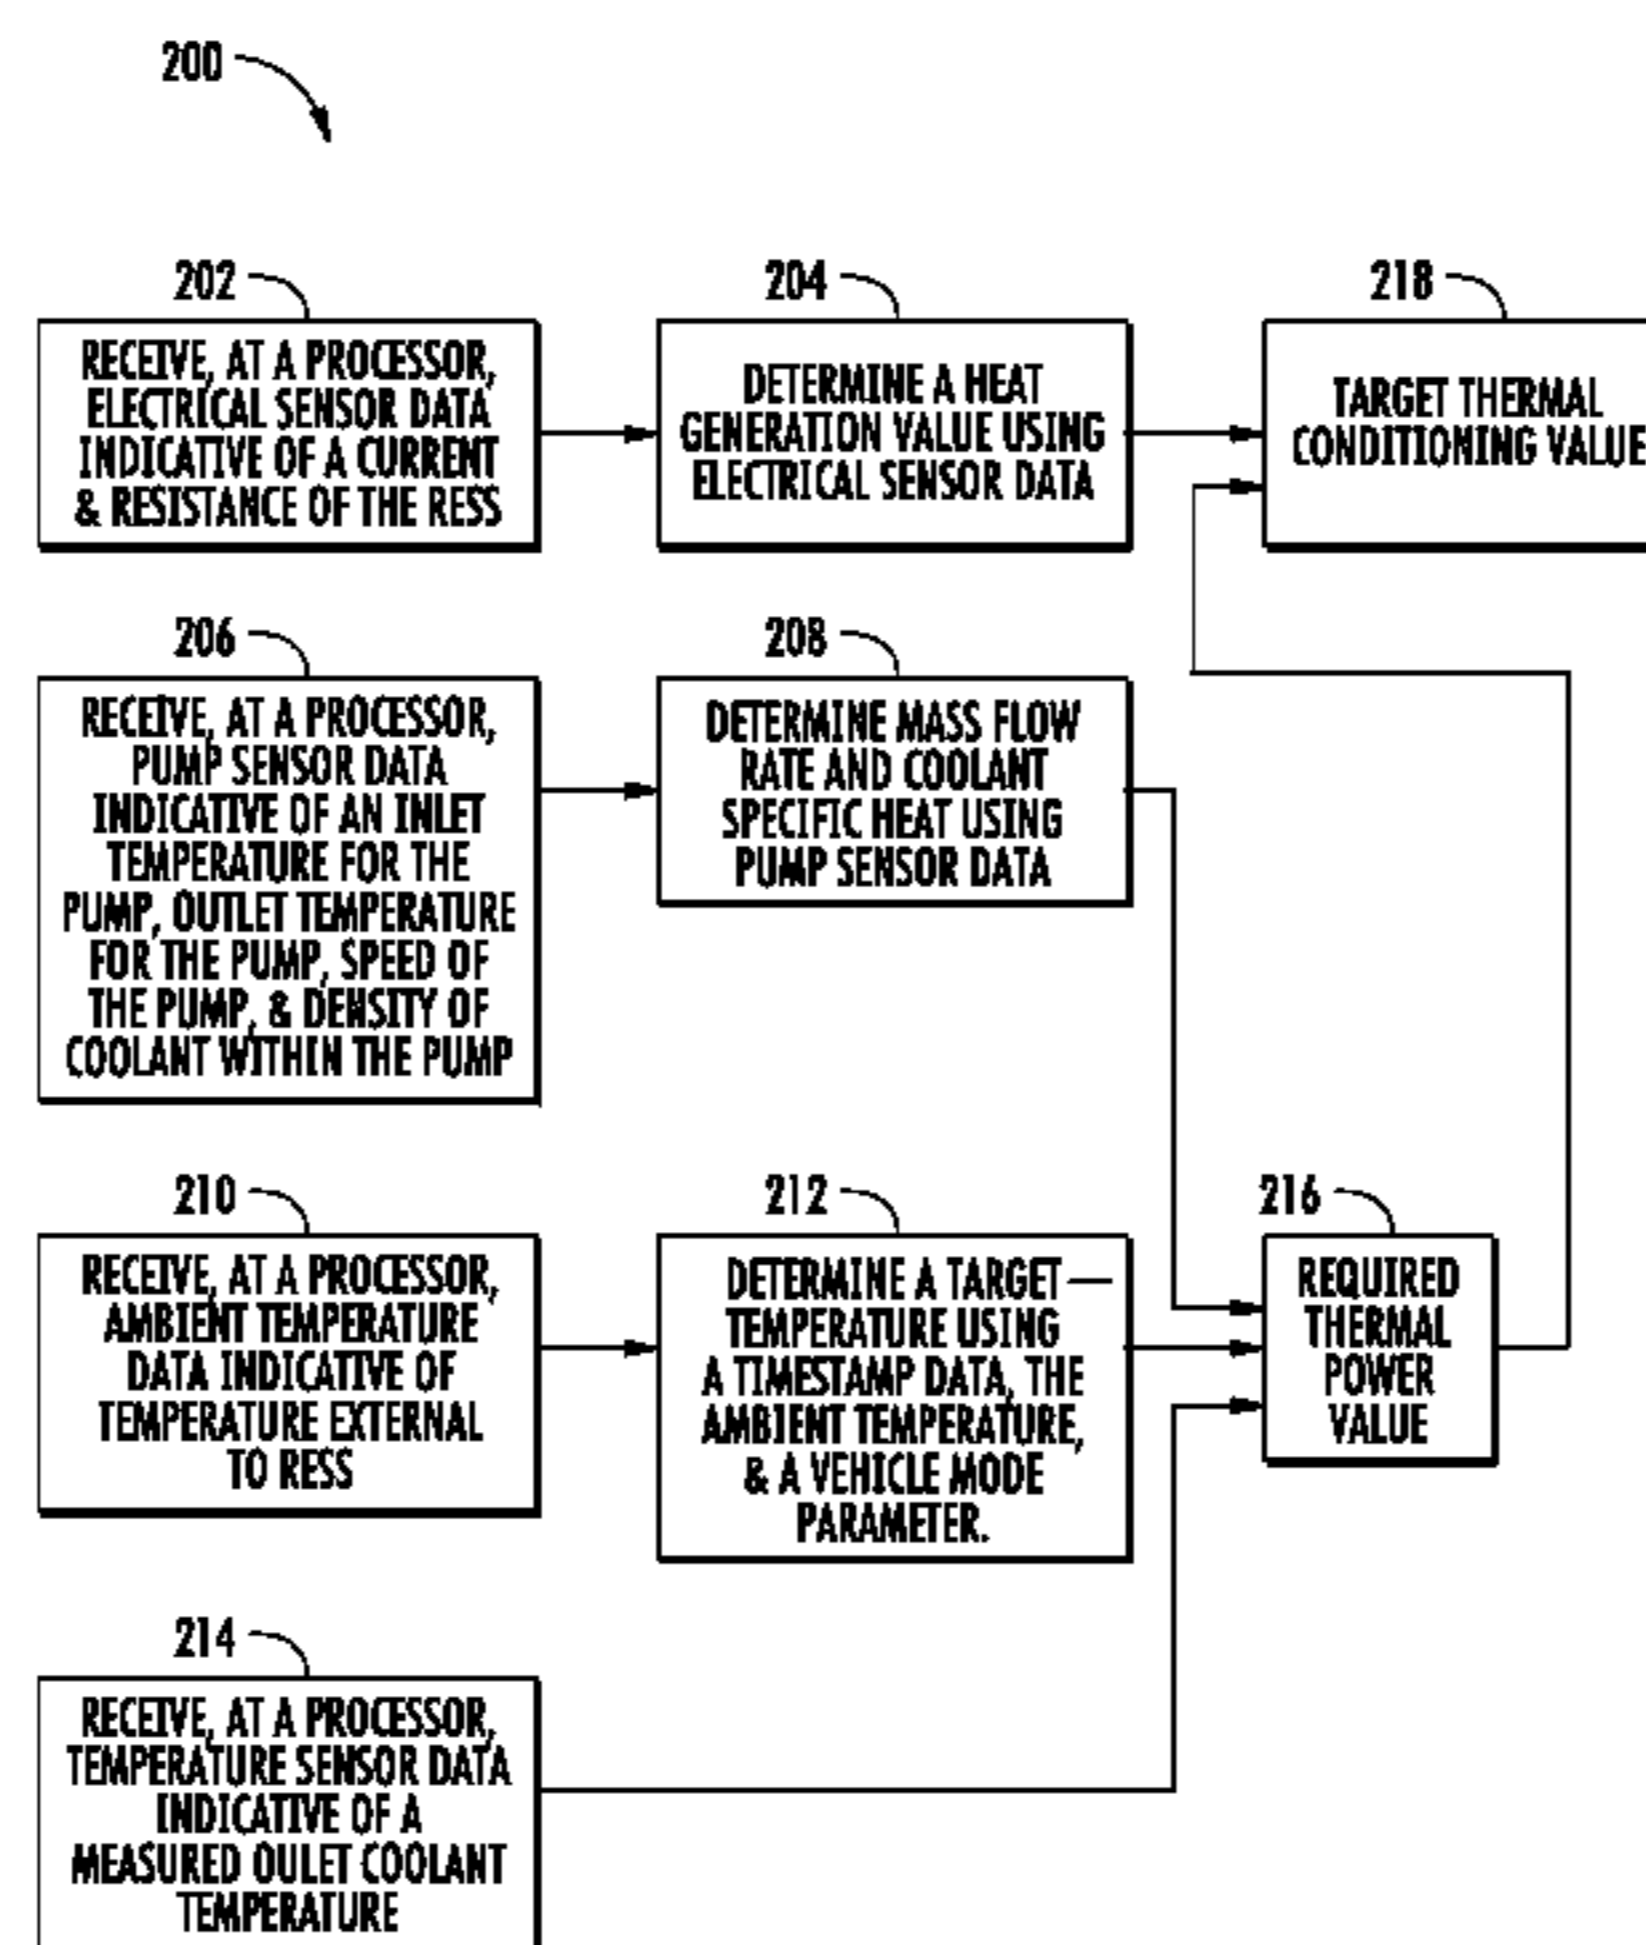 200
202
RECEIVE, AT A PROCESSOR,
ELECTRICAL SENSOR DATA
INDICATIVE OF A CURRENT
& RESISTANCE OF THE RESS
204
DETERMINE A HEAT
GENERATION VALUE USING
ELECTRICAL SENSOR DATA
218
TARGET THERMAL
CONDITIONING VALUE
206
RECEIVE, AT A PROCESSOR,
PUMP SENSOR DATA
INDICATIVE OF AN INLET
TEMPERATURE FOR THE
PUMP, OUTLET TEMPERATURE
FOR THE PUMP, SPEED OF
THE PUMP, & DENSITY OF
COOLANT WITHIN THE PUMP
208
DETERMINE MASS FLOW
RATE AND COOLANT
SPECIFIC HEAT USING
PUMP SENSOR DATA
210
RECEIVE, AT A PROCESSOR,
AMBIENT TEMPERATURE
DATA INDICATIVE OF
TEMPERATURE EXTERNAL
TO RESS
212
DETERMINE A TARGET —
TEMPERATURE USING
A TIMESTAMP DATA, THE
AMBIENT TEMPERATURE,
& A VEHICLE MODE
PARAMETER.
216
REQUIRED
THERMAL
POWER
VALUE
214
RECEIVE, AT A PROCESSOR,
TEMPERATURE SENSOR DATA
INDICATIVE OF A
MEASURED OULET COOLANT
TEMPERATURE